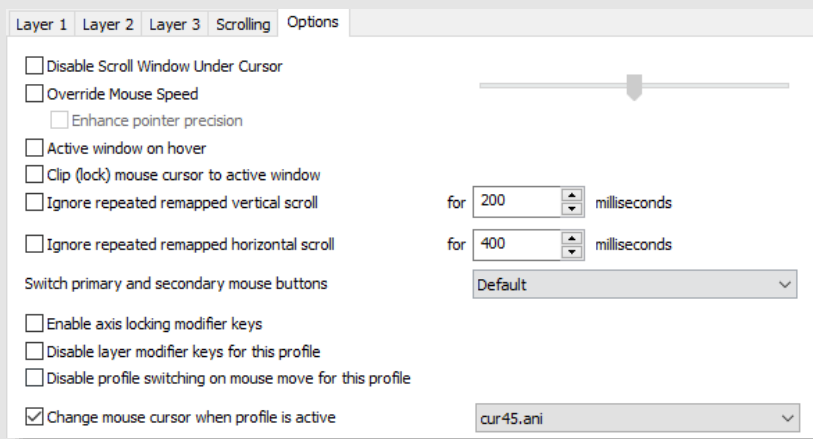 Layer 1 Layer 2 Layer 3 Scrolling Options
Disable Scroll Window Under Cursor
Override Mouse Speed
Enhance pointer precision
Active window on hover
Clip (lock) mouse cursor to active window
Ignore repeated remapped vertical scroll for 200 milliseconds
Ignore repeated remapped horizontal scroll for 400 milliseconds
Switch primary and secondary mouse buttons Default
Enable axis locking modifier keys
Disable layer modifier keys for this profile
Disable profile switching on mouse move for this profile
Change mouse cursor when profile is active cur45.ani